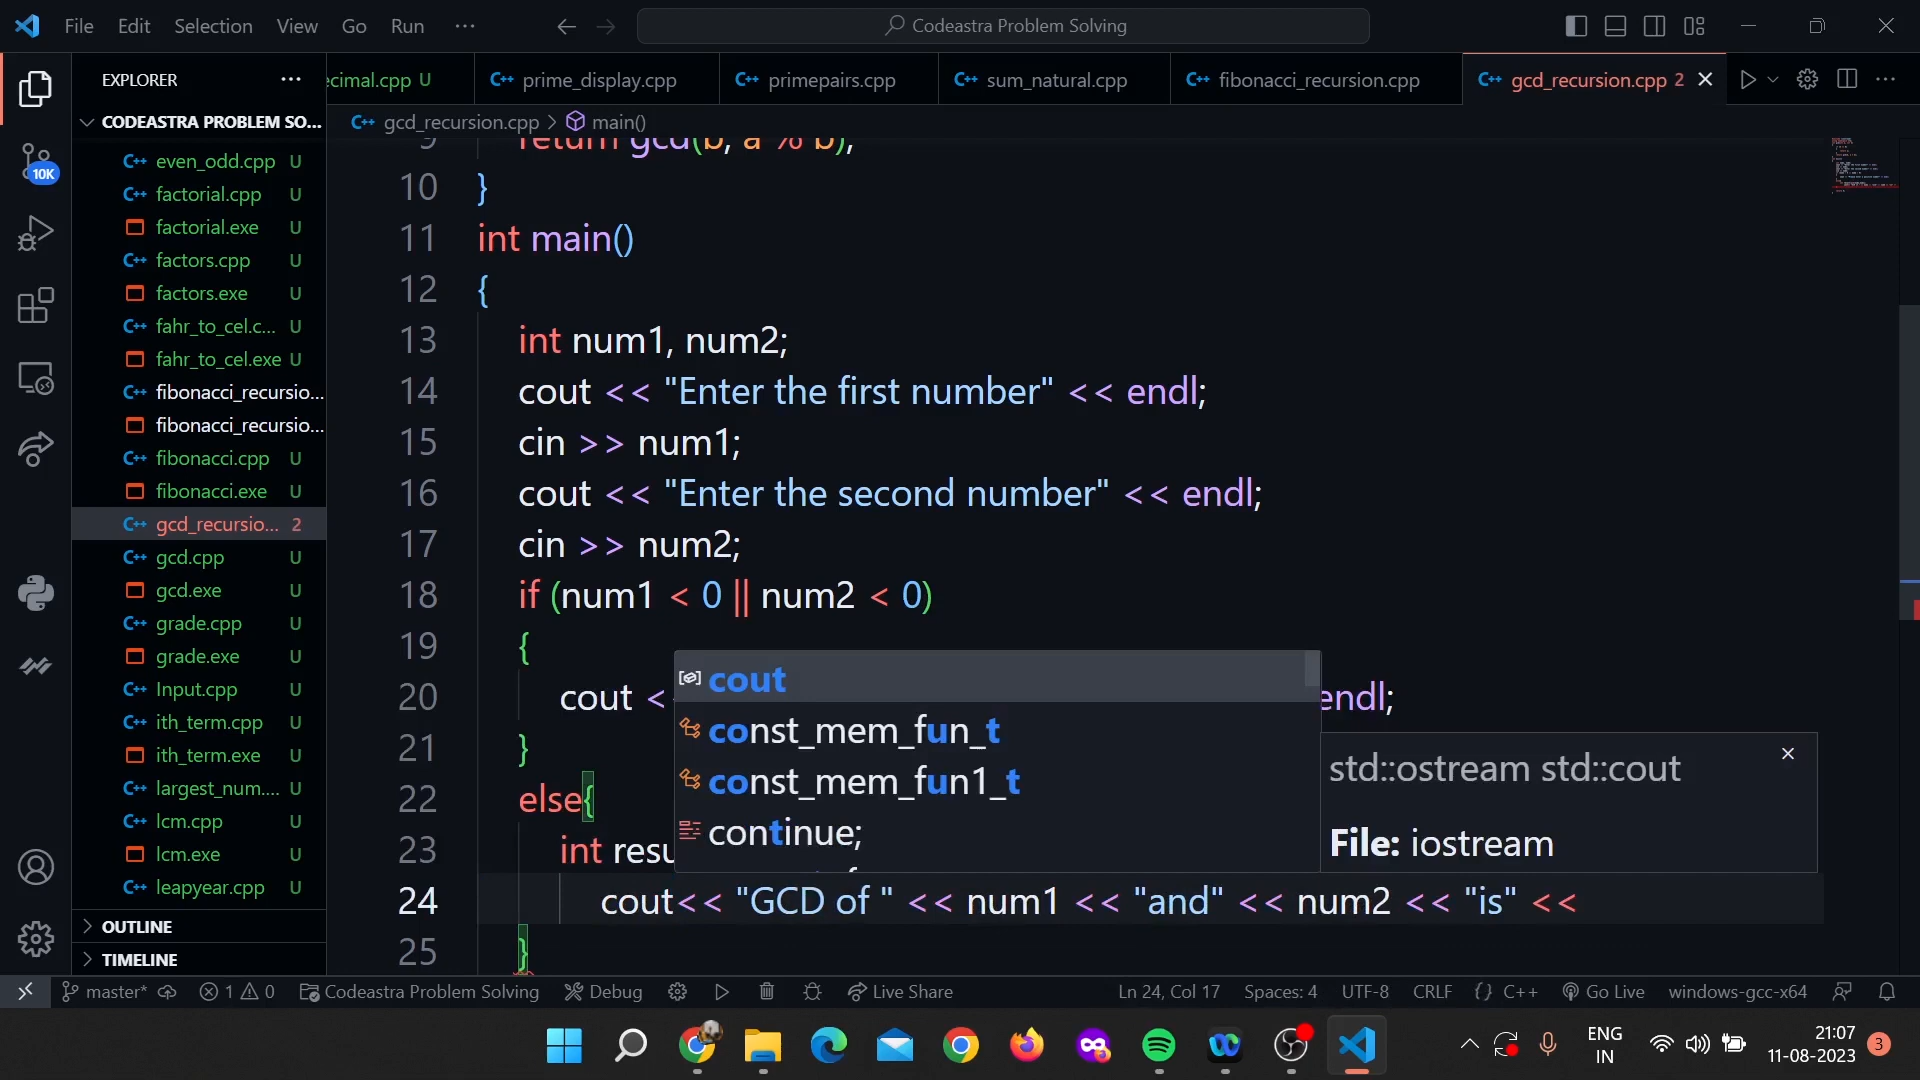 File Edit Selection View Go Run ...
Codeastra Problem Solving
EXPLORER ...
ecimal.cpp U
C++ prime_display.cpp
C++ primepairs.cpp
C++ sum_natural.cpp
C++ fibonacci_recursion.cpp
C++ gcd_recursion.cpp 2
CODEASTRA PROBLEM SO...
C++ gcd_recursion.cpp > main()
10K
C++ even_odd.cpp U
C++ factorial.cpp U
factorial.exe U
C++ factors.cpp U
factors.exe U
C++ fahr_to_cel.c... U
fahr_to_cel.exe U
C++ fibonacci_recursio...
fibonacci_recursio...
C++ fibonacci.cpp U
fibonacci.exe U
C++ gcd_recursio... 2
C++ gcd.cpp U
gcd.exe U
C++ grade.cpp U
grade.exe U
C++ Input.cpp U
C++ ith_term.cpp U
ith_term.exe U
C++ largest_num.... U
C++ lcm.cpp U
lcm.exe U
C++ leapyear.cpp U
OUTLINE
TIMELINE
9 return gcd(b, a % b);
10 }
11 int main()
12 {
13 int num1, num2;
14 cout << "Enter the first number" << endl;
15 cin >> num1;
16 cout << "Enter the second number" << endl;
17 cin >> num2;
18 if (num1 < 0 || num2 < 0)
19 {
20 cout < endl;
21 }
22 else{
23 int resu
24 cout<< "GCD of " << num1 << "and" << num2 << "is" <<
25 }
cout
const_mem_fun_t
const_mem_fun1_t
continue;
std::ostream std::cout
File: iostream
master* 1 0 Codeastra Problem Solving Debug Live Share Ln 24, Col 17 Spaces: 4 UTF-8 CRLF {} C++ Go Live windows-gcc-x64
ENG
IN
21:07
11-08-2023
3